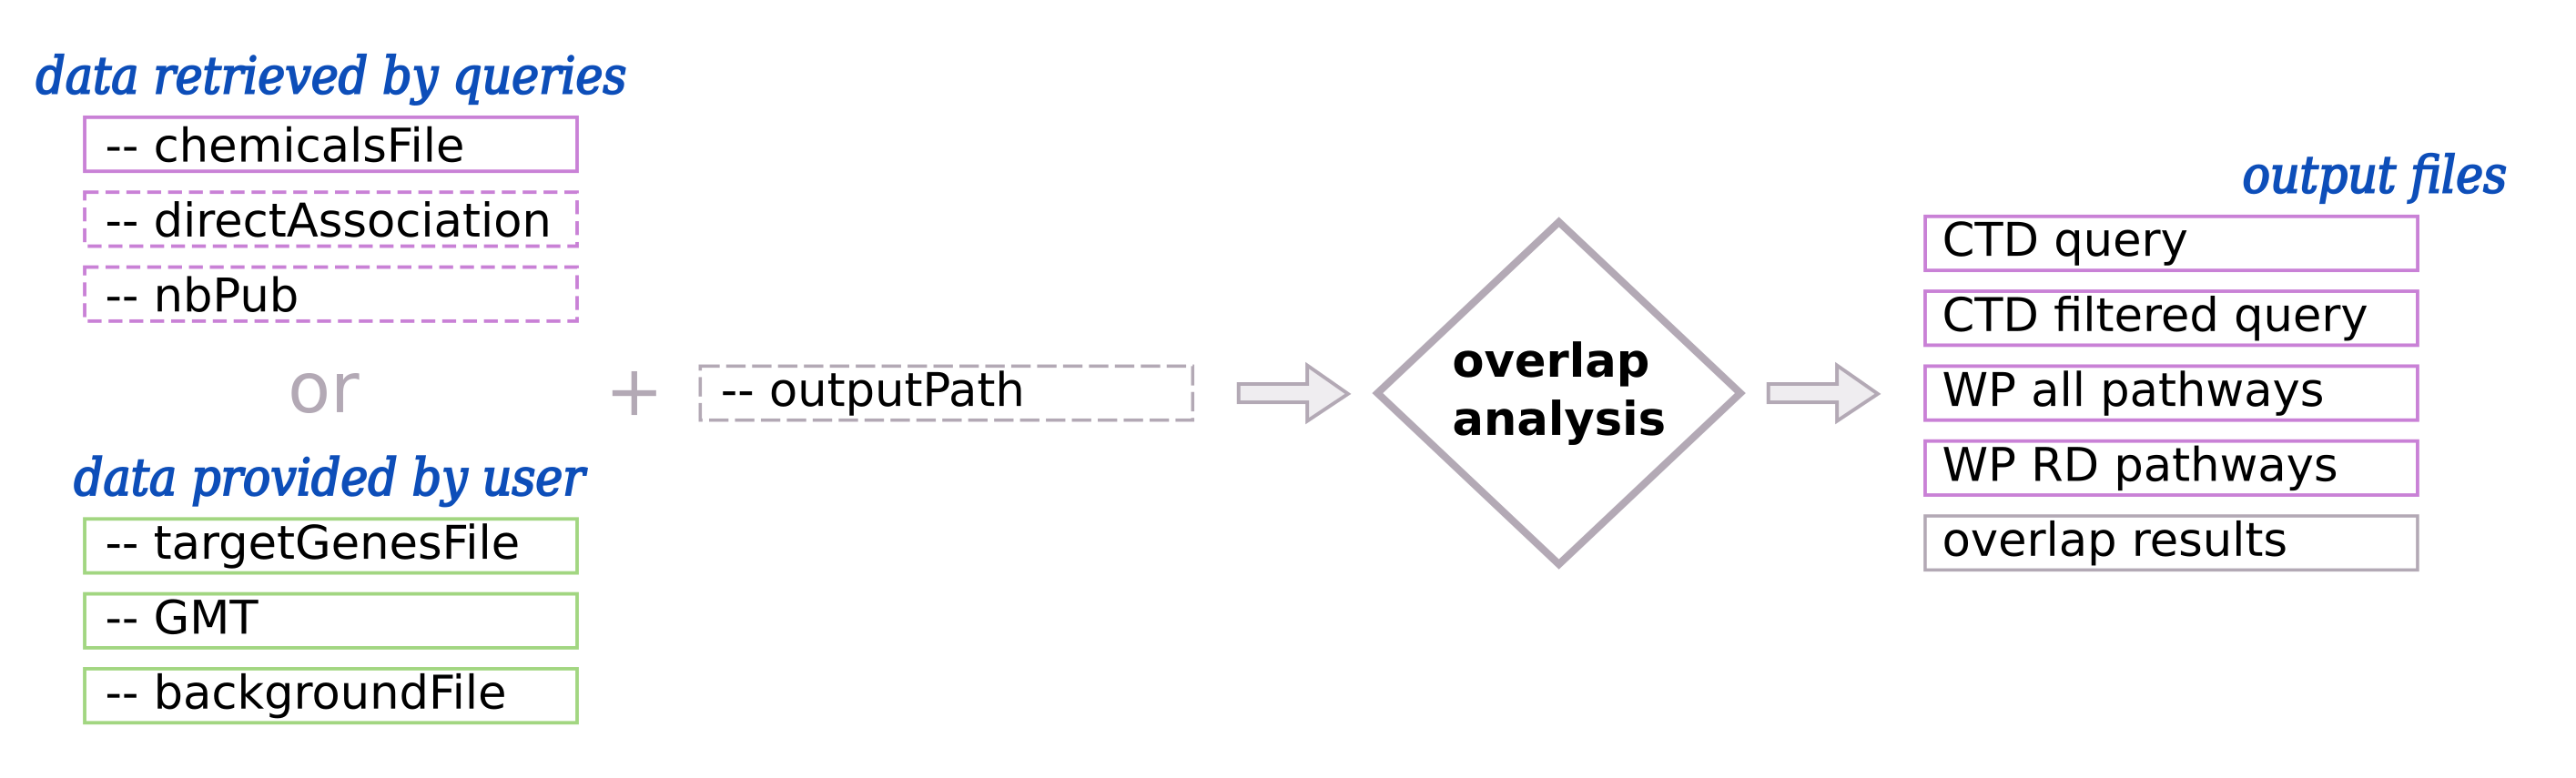 data retrieved by queries
-- chemicalsFile
-- directAssociation
-- nbPub
or
data provided by user
-- targetGenesFile
-- GMT
-- backgroundFile
+
-- outputPath
overlap
analysis
output files
CTD query
CTD filtered query
WP all pathways
WP RD pathways
overlap results